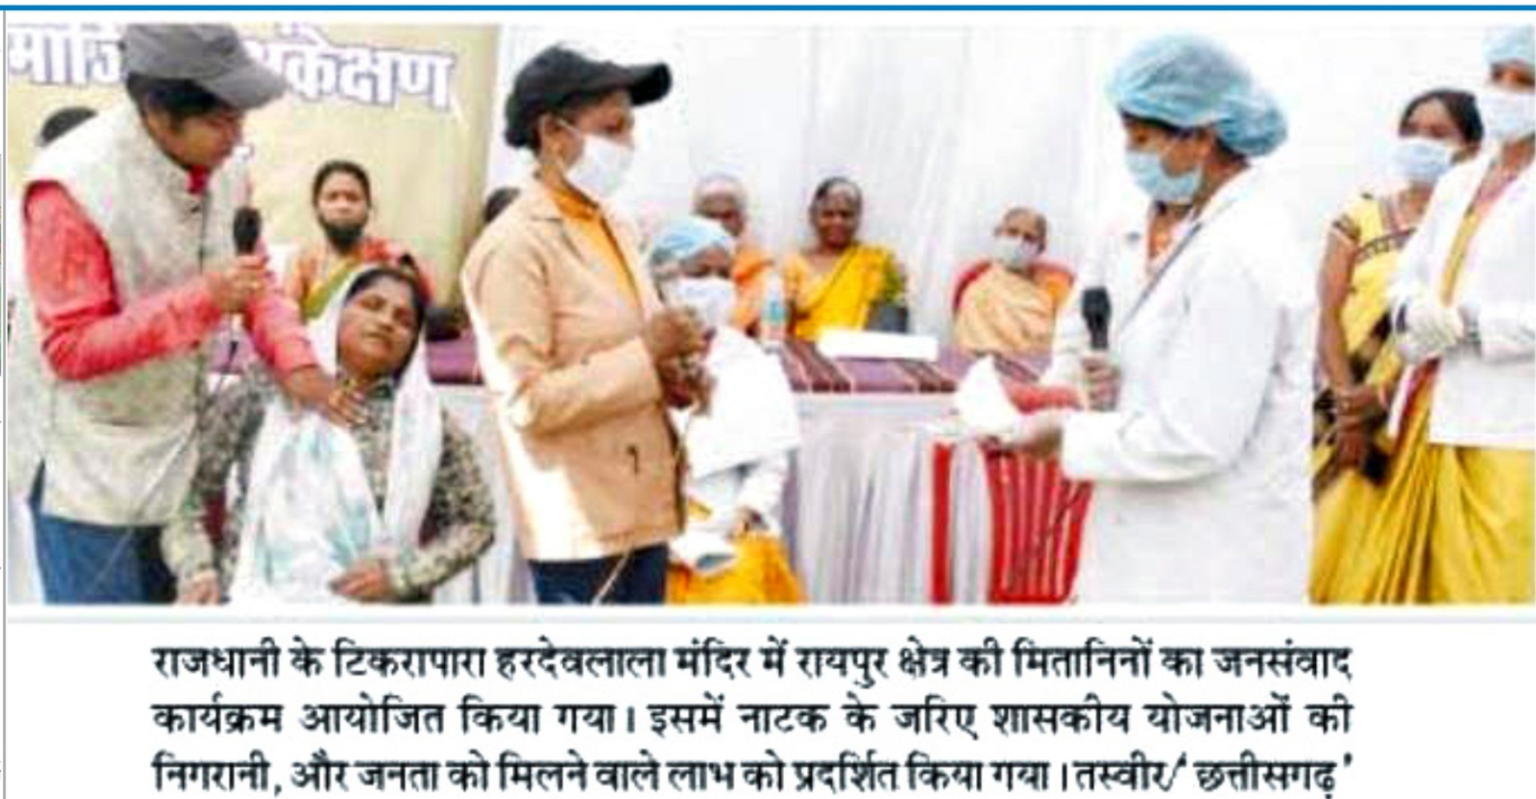 अंकेक्षण
राजधानी के टिकरापारा हरदेवलाला मंदिर में रायपुर क्षेत्र की मितानिनों का जनसंवाद
कार्यक्रम आयोजित किया गया। इसमें नाटक के जरिए शासकीय योजनाओं की
निगरानी, और जनता को मिलने वाले लाभ को प्रदर्शित किया गया। तस्वीर/‘छत्तीसगढ़’